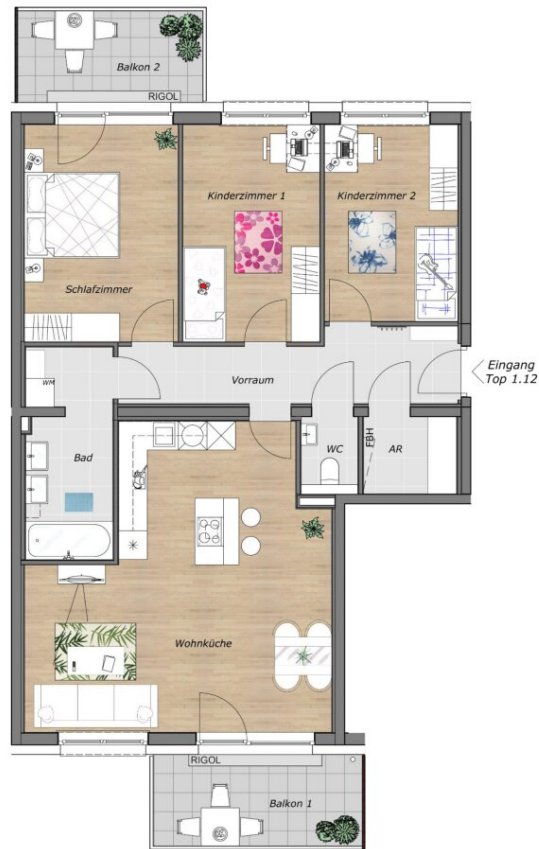 Balkon 2
RIGOL
Kinderzimmer 1
Kinderzimmer 2
Schlafzimmer
Eingang
Top 1.12
WM
Vorraum
Bad
WC
FBH
AR
Wohnküche
RIGOL
Balkon 1